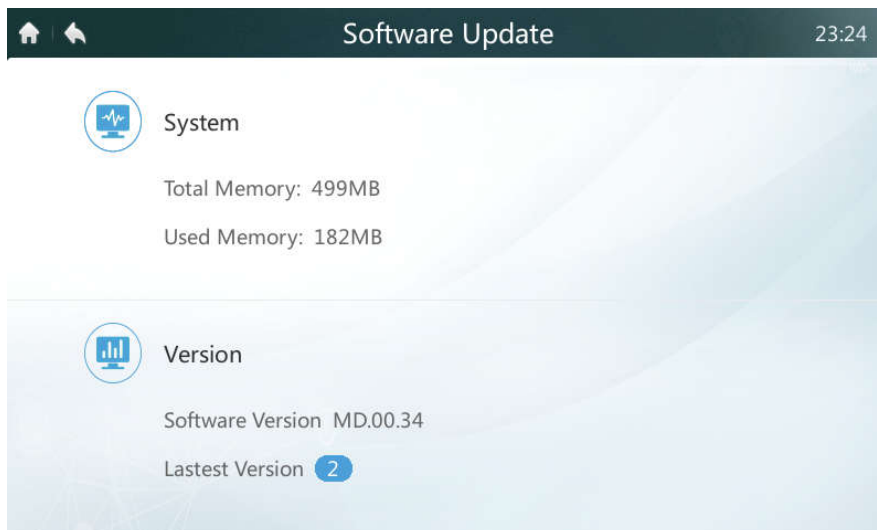 Software Update 23:24
System
Total Memory: 499MB
Used Memory: 182MB
Version
Software Version MD.00.34
Lastest Version 2